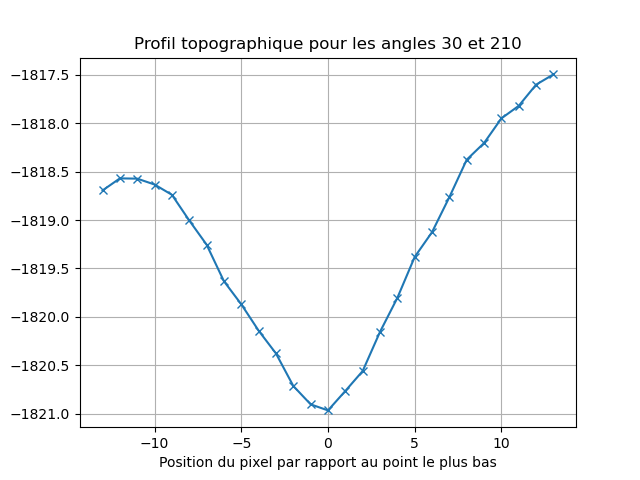 Profil topographique pour les angles 30 et 210
−1817.5
−1818.0
−1818.5
−1819.0
−1819.5
−1820.0
−1820.5
−1821.0
−10 −5 0 5 10
Position du pixel par rapport au point le plus bas